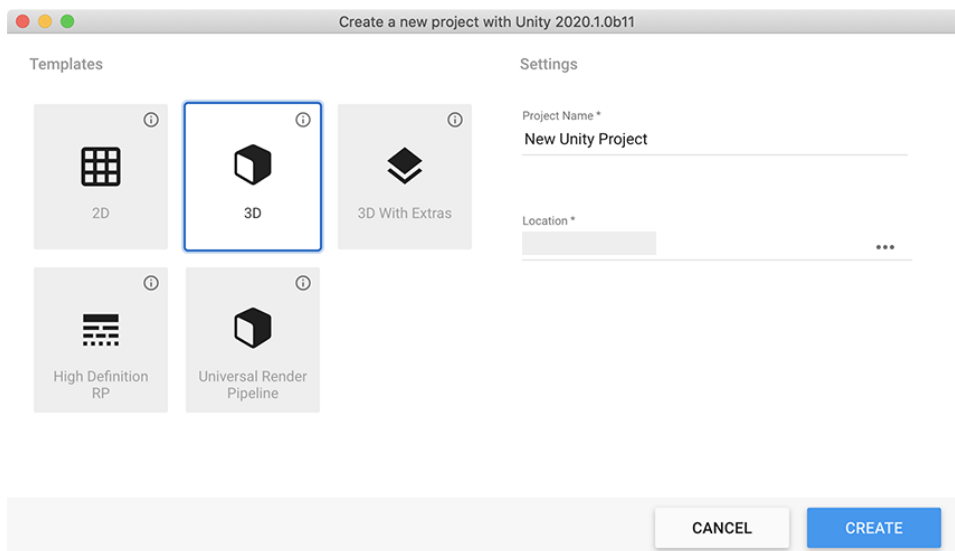 Create a new project with Unity 2020.1.0b11
Templates
Settings
2D
3D
3D With Extras
High Definition
RP
Universal Render
Pipeline
Project Name *
New Unity Project
Location *
CANCEL
CREATE